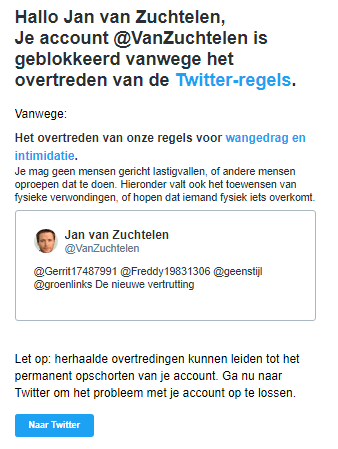 Hallo Jan van Zuchtelen,
Je account @VanZuchtelen is
geblokkeerd vanwege het
overtreden van de Twitter-regels.
Vanwege:
Het overtreden van onze regels voor wangedrag en
intimidatie.
Je mag geen mensen gericht lastigvallen, of andere mensen
oproepen dat te doen. Hieronder valt ook het toewensen van
fysieke verwondingen, of hopen dat iemand fysiek iets overkomt.
Jan van Zuchtelen
@VanZuchtelen
@Gerrit17487991 @Freddy19831306 @geenstijl
@groenlinks De nieuwe vertrutting
Let op: herhaalde overtredingen kunnen leiden tot het
permanent opschorten van je account. Ga nu naar
Twitter om het probleem met je account op te lossen.
Naar Twitter